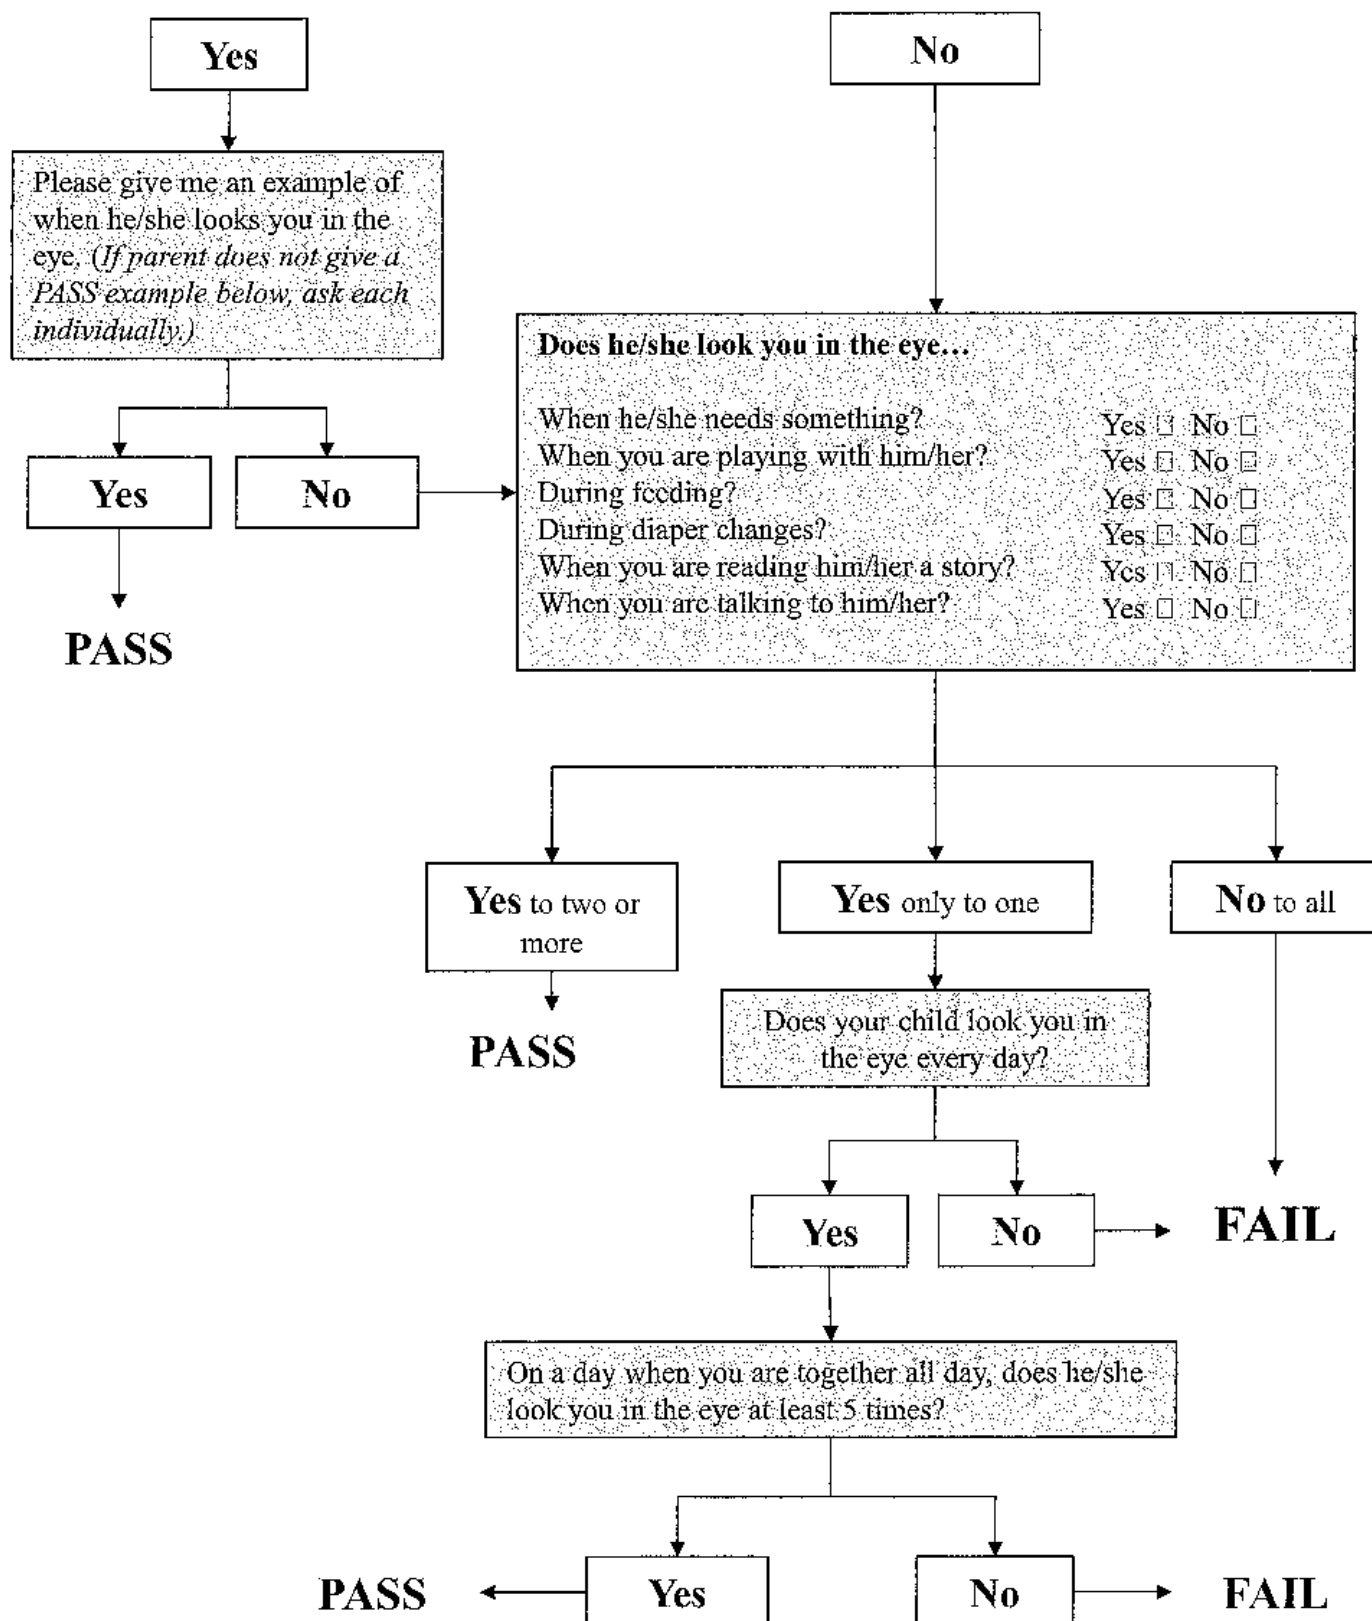 Yes
No
Please give me an example of
when he/she looks you in the
eye. (If parent does not give a
PASS example below, ask each
individually.)
Yes
No
PASS
Does he/she look you in the eye…
When he/she needs something? Yes □ No □
When you are playing with him/her? Yes □ No □
During feeding? Yes □ No □
During diaper changes? Yes □ No □
When you are reading him/her a story? Yes □ No □
When you are talking to him/her? Yes □ No □
Yes to two or
more
Yes only to one
No to all
PASS
Does your child look you in
the eye every day?
Yes
No
FAIL
On a day when you are together all day, does he/she
look you in the eye at least 5 times?
PASS
Yes
No
FAIL